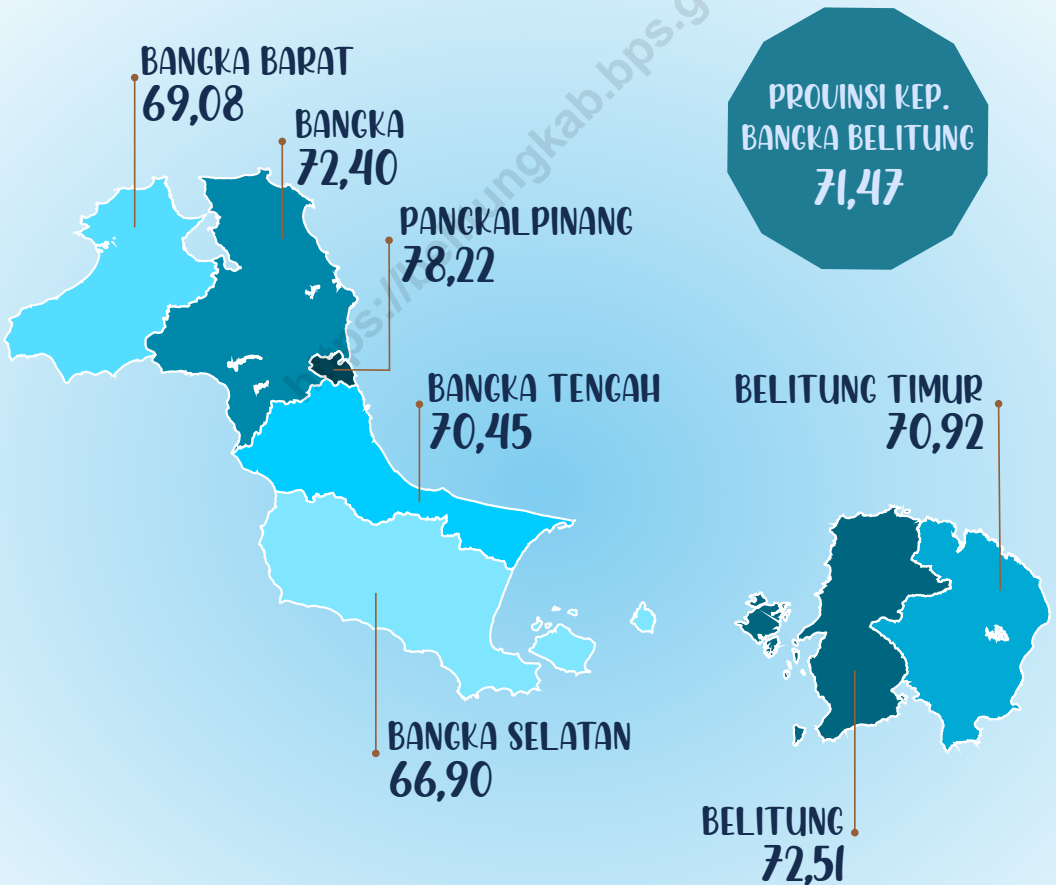 BANGKA BARAT
69,08
BANGKA
72,40
PANGKALPINANG
78,22
BANGKA TENGAH
70,45
BANGKA SELATAN
66,90
PROVINSI KEP.
BANGKA BELITUNG
71,47
BELITUNG TIMUR
70,92
BELITUNG
72,51